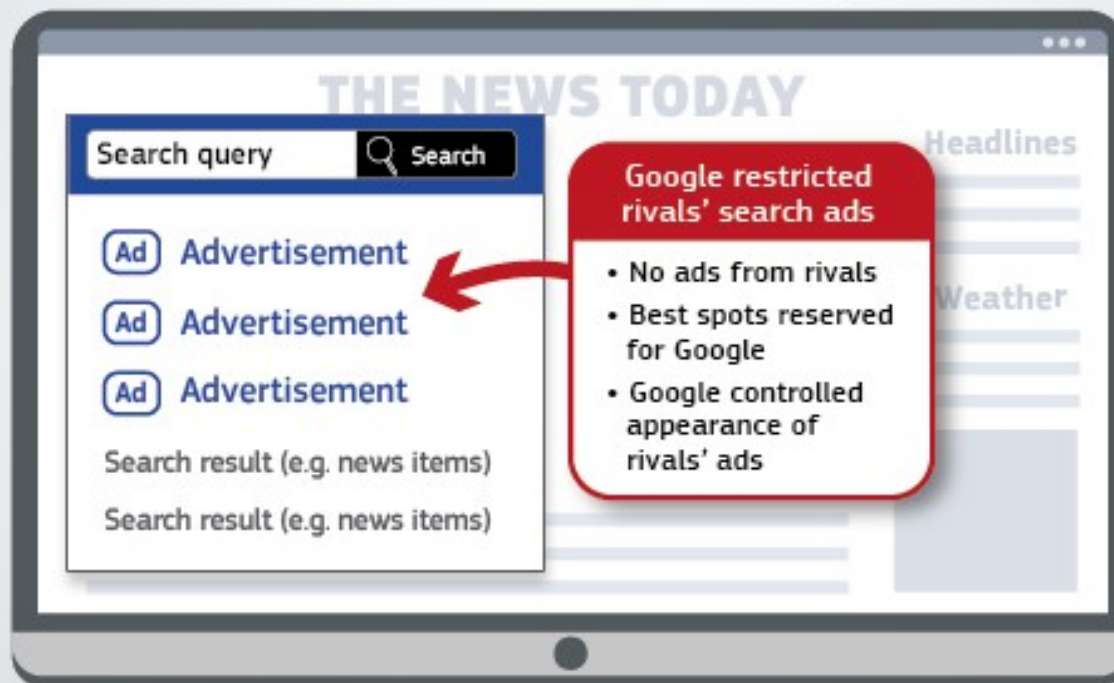 THE NEWS TODAY
Search query
Search
Ad Advertisement
Ad Advertisement
Ad Advertisement
Search result (e.g. news items)
Search result (e.g. news items)
Google restricted
rivals’ search ads
• No ads from rivals
• Best spots reserved
for Google
• Google controlled
appearance of
rivals’ ads
Headlines
Weather